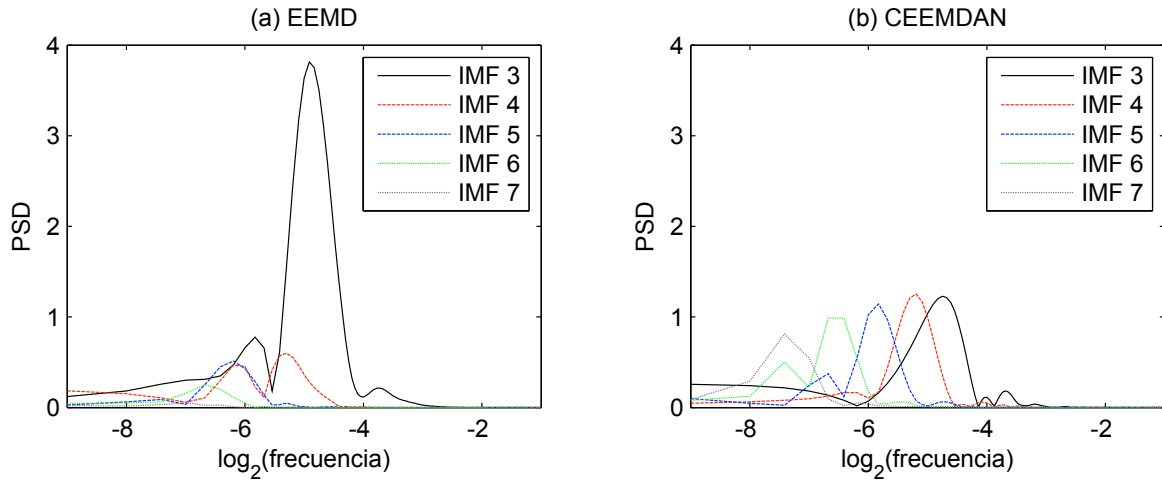 (a) EEMD
4
3
2
1
0
PSD
-8
-6
-4
-2
log2(frecuencia)
IMF 3
IMF 4
IMF 5
IMF 6
IMF 7
(b) CEEMDAN
4
3
2
1
0
PSD
-8
-6
-4
-2
log2(frecuencia)
IMF 3
IMF 4
IMF 5
IMF 6
IMF 7